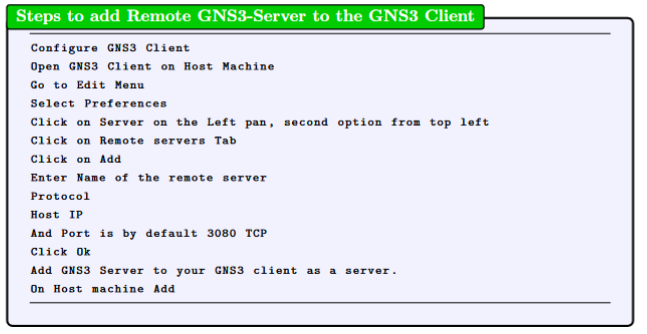 Steps to add Remote GNS3-Server to the GNS3 Client
Configure GNS3 Client
Open GNS3 Client on Host Machine
Go to Edit Menu
Select Preferences
Click on Server on the Left pan, second option from top left
Click on Remote servers Tab
Click on Add
Enter Name of the remote server
Protocol
Host IP
And Port is by default 3080 TCP
Click Ok
Add GNS3 Server to your GNS3 client as a server.
On Host machine Add